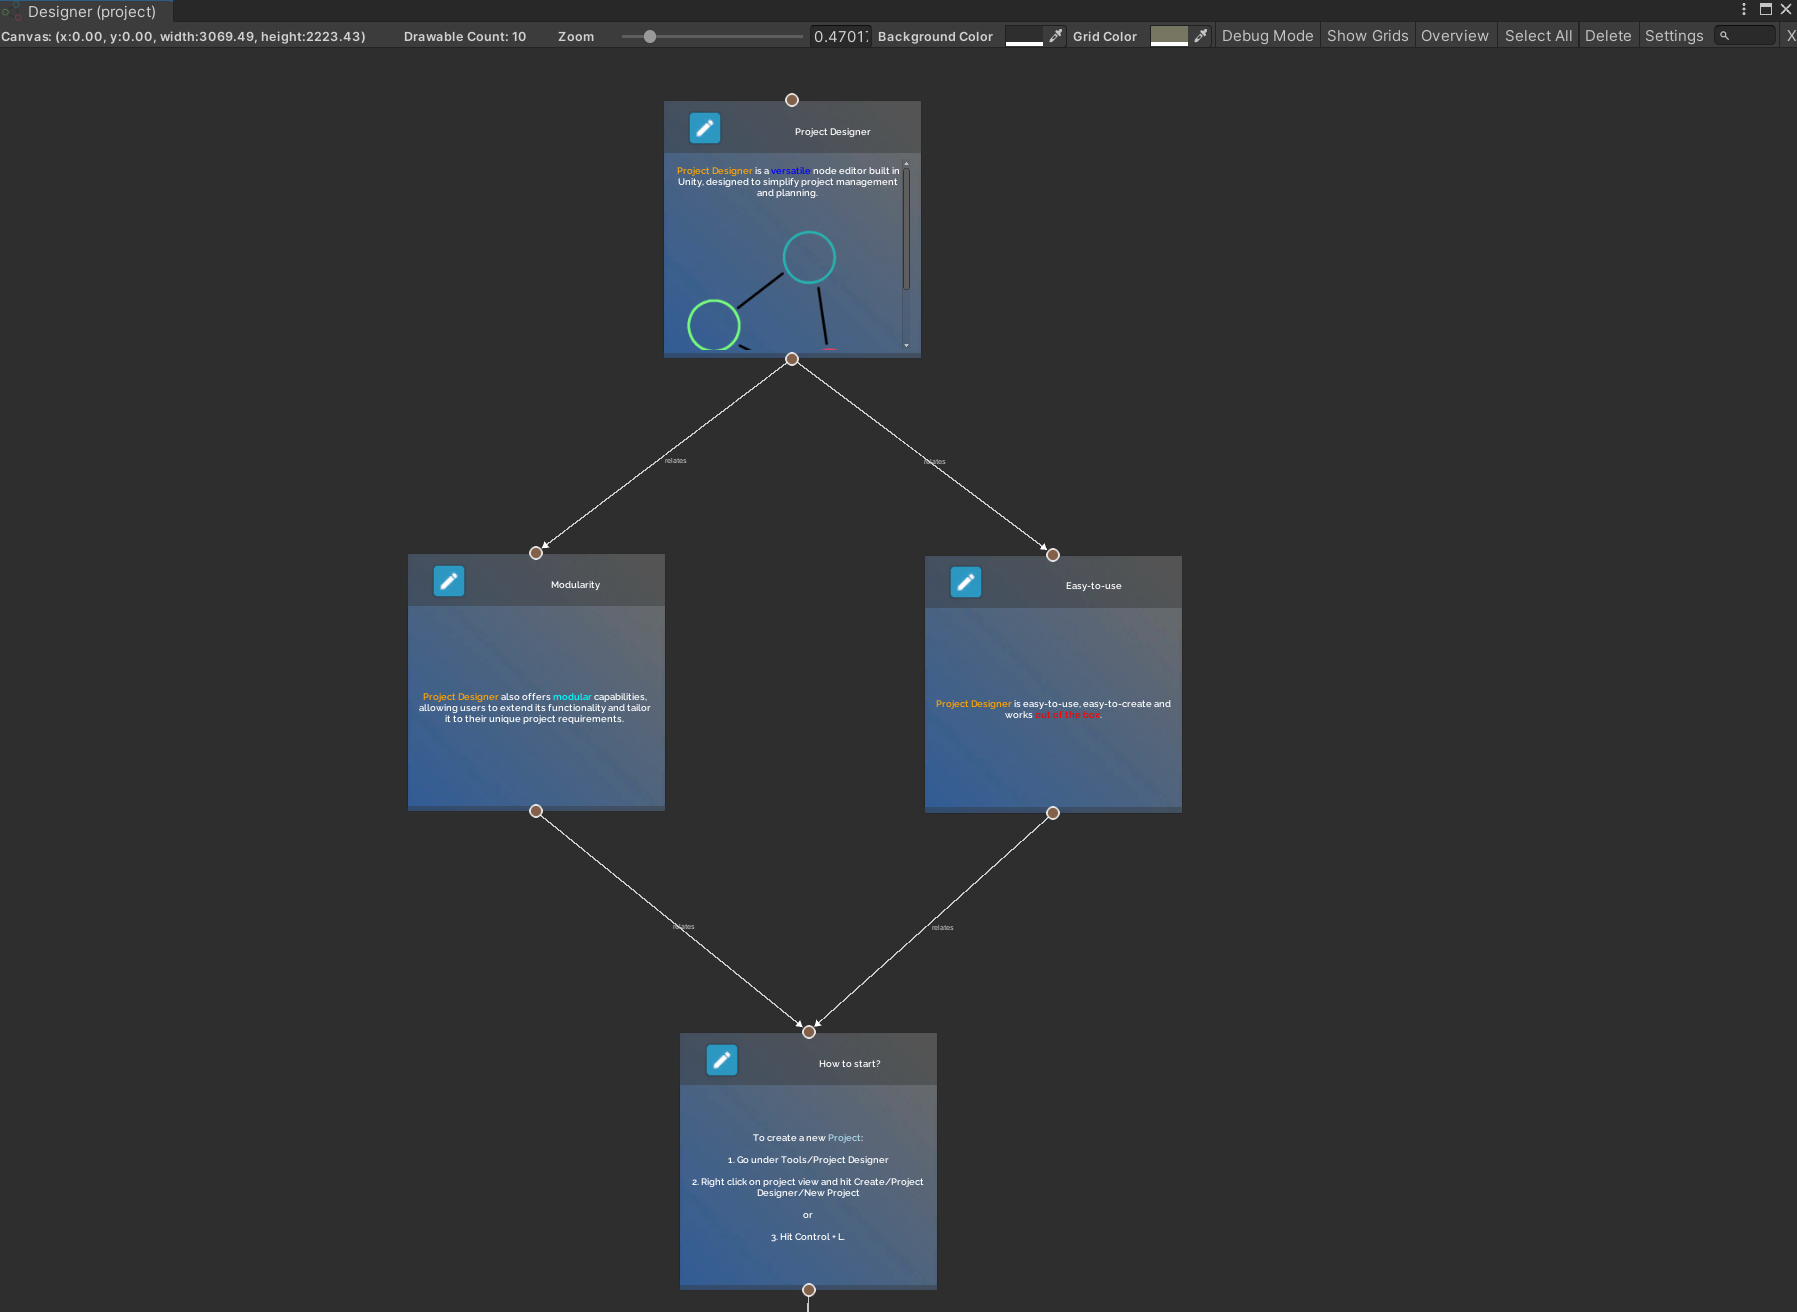 Designer (project)
Canvas: (x:0.00, y:0.00, width:3069.49, height:2223.43)
Drawable Count: 10
Zoom
0.4701
Background Color
Grid Color
Debug Mode
Show Grids
Overview
Select All
Delete
Settings
X
Project Designer
Project Designer is a versatile node editor built in
Unity, designed to simplify project management
and planning.
relates
relates
Modularity
Project Designer also offers modular capabilities,
allowing users to extend its functionality and tailor
it to their unique project requirements.
Easy-to-use
Project Designer is easy-to-use, easy-to-create and
works out of the box.
relates
relates
How to start?
To create a new Project:
1. Go under Tools/Project Designer
2. Right click on project view and hit Create/Project
Designer/New Project
or
3. Hit Control + L.